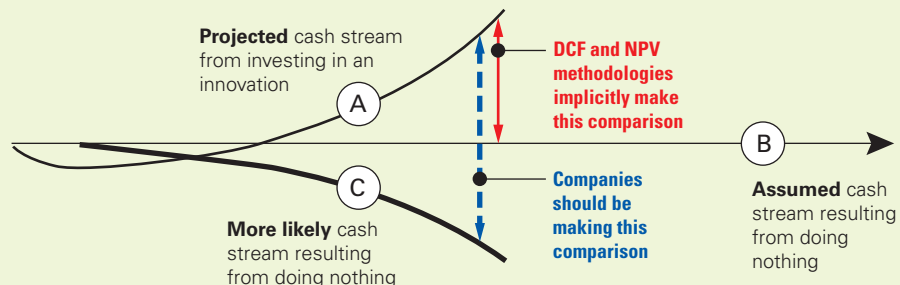 Projected cash stream
from investing in an
innovation
A
DCF and NPV
methodologies
implicitly make
this comparison
B
Assumed cash
stream resulting
from doing
nothing
C
More likely cash
stream resulting
from doing nothing
Companies
should be
making this
comparison